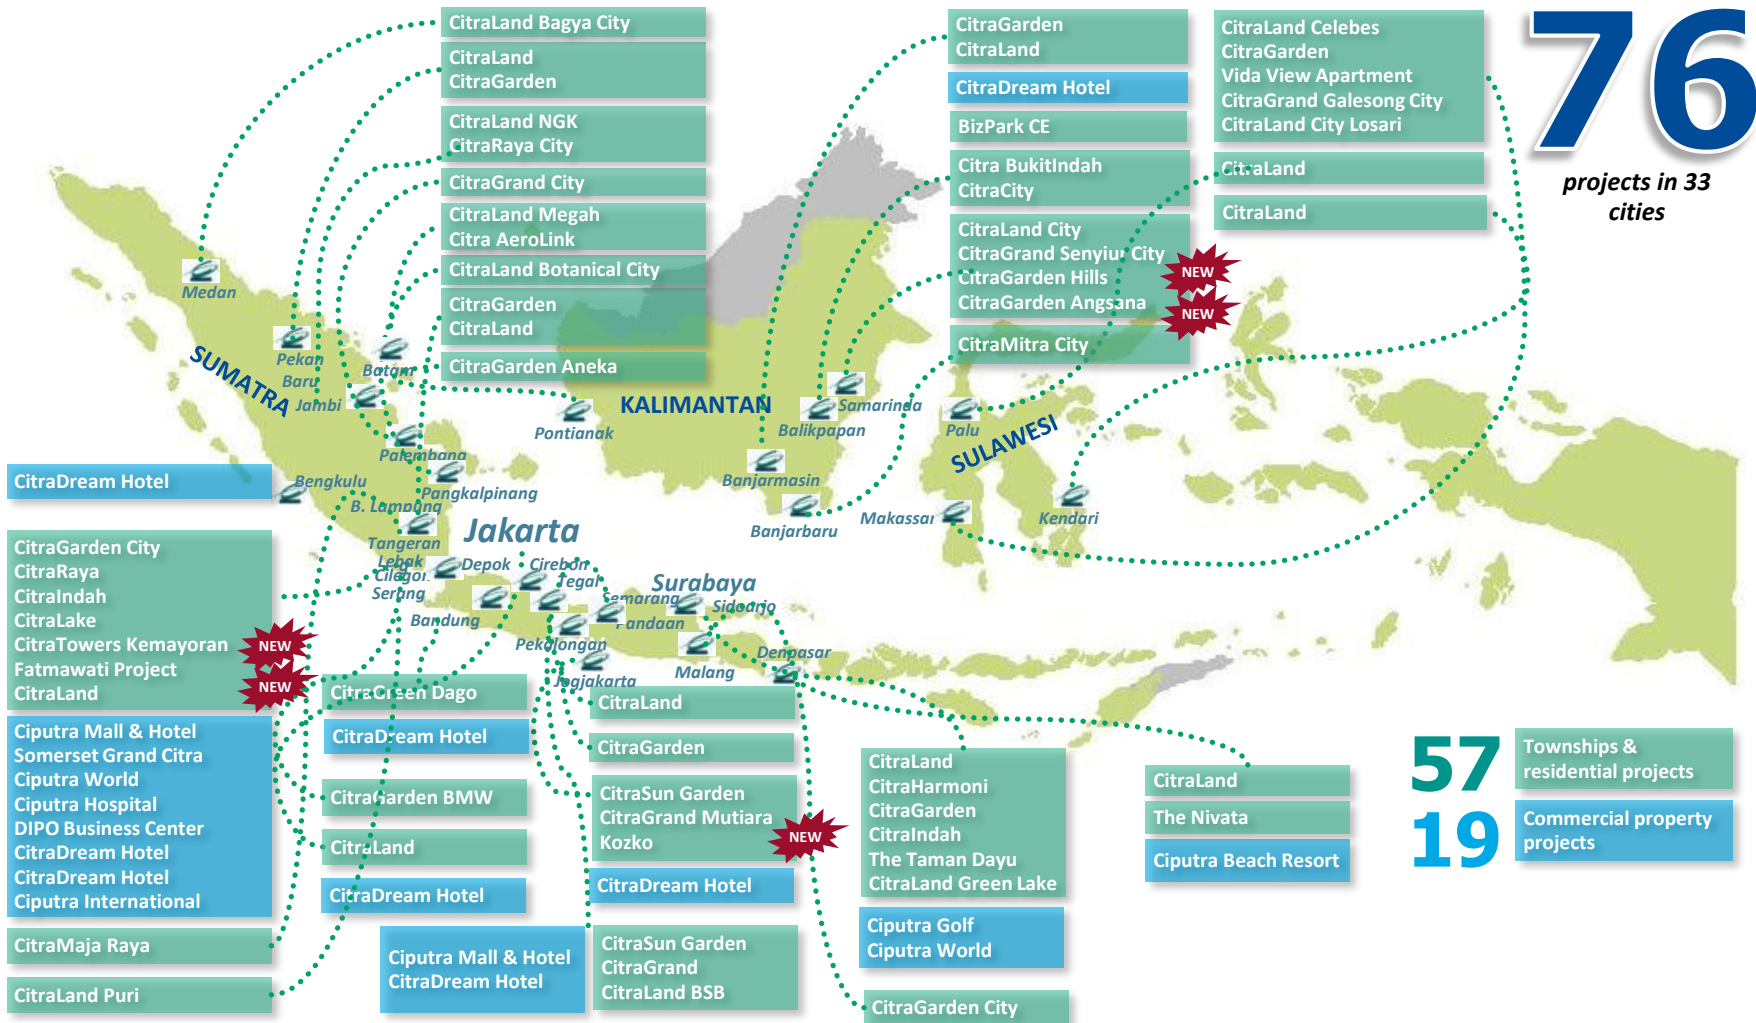 CitraLand Bagya City
CitraLand
CitraGarden
CitraLand NGK
CitraRaya City
CitraGrand City
CitraLand Megah
Citra AeroLink
CitraLand Botanical City
CitraGarden
CitraLand
CitraGarden Aneka
CitraGarden
CitraLand
CitraDream Hotel
BizPark CE
Citra BukitIndah
CitraCity
CitraLand City
CitraGrand Senyiur City
CitraGarden Hills
CitraGarden Angsana
NEW
NEW
CitraMitra City
CitraLand Celebes
CitraGarden
Vida View Apartment
CitraGrand Galesong City
CitraLand City Losari
CitraLand
CitraLand
76
projects in 33
cities
Medan
Pekan
Baru
SUMATRA
Batam
Jambi
Palembang
Bengkulu
Pangkalpinang
B. Lampung
Pontianak
KALIMANTAN
Samarinda
Balikpapan
Banjarmasin
Banjarbaru
Palu
SULAWESI
Makassar
Kendari
Jakarta
Tangeran
Lebak
Cilegon
Serang
Depok
Cirebon
Tegal
Bandung
Semarang
Surabaya
Sidoarjo
Pandaan
Pekalongan
Jogjakarta
Malang
Denpasar
CitraDream Hotel
CitraGarden City
CitraRaya
CitraIndah
CitraLake
CitraTowers Kemayoran
Fatmawati Project
CitraLand
NEW
NEW
Ciputra Mall & Hotel
Somerset Grand Citra
Ciputra World
Ciputra Hospital
DIPO Business Center
CitraDream Hotel
CitraDream Hotel
Ciputra International
CitraMaja Raya
CitraLand Puri
CitraGreen Dago
CitraDream Hotel
CitraGarden BMW
CitraLand
CitraDream Hotel
Ciputra Mall & Hotel
CitraDream Hotel
CitraLand
CitraGarden
CitraSun Garden
CitraGrand Mutiara
Kozko
NEW
CitraDream Hotel
CitraSun Garden
CitraGrand
CitraLand BSB
CitraLand
CitraHarmoni
CitraGarden
CitraIndah
The Taman Dayu
CitraLand Green Lake
Ciputra Golf
Ciputra World
CitraGarden City
CitraLand
The Nivata
Ciputra Beach Resort
57
Townships &
residential projects
19
Commercial property
projects